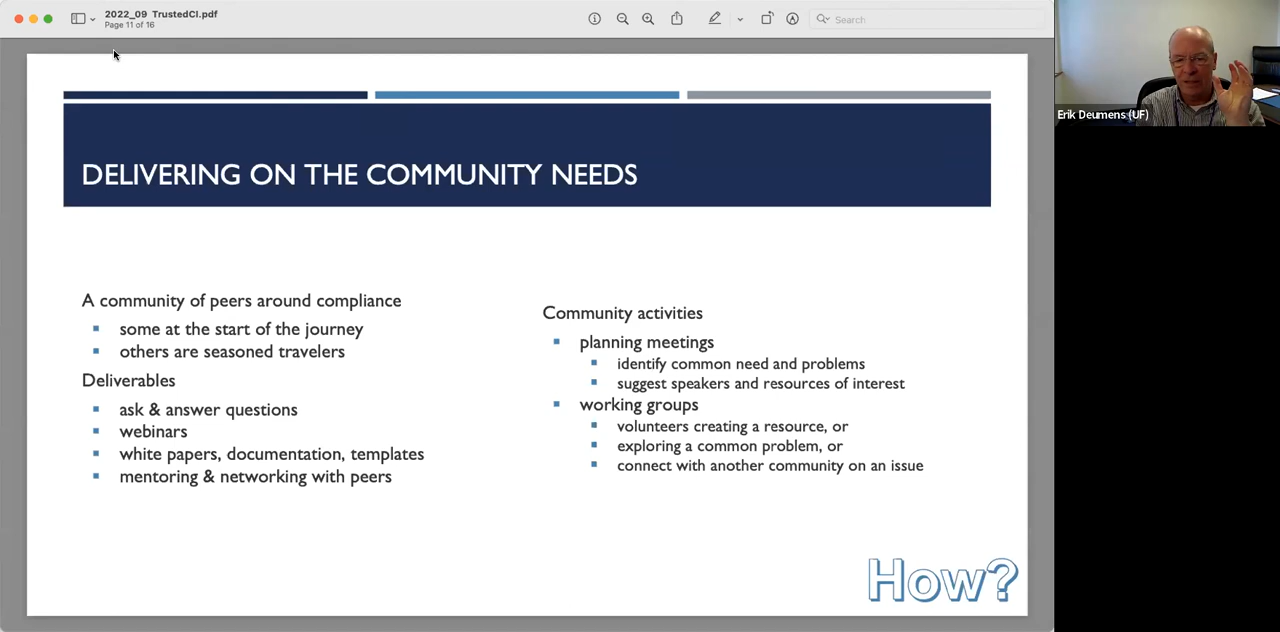 2022_09 TrustedCI.pdf
Page 11 of 16
Search
Erik Deumens (UF)
DELIVERING ON THE COMMUNITY NEEDS
A community of peers around compliance
some at the start of the journey
others are seasoned travelers
Deliverables
ask & answer questions
webinars
white papers, documentation, templates
mentoring & networking with peers
Community activities
planning meetings
identify common need and problems
suggest speakers and resources of interest
working groups
volunteers creating a resource, or
exploring a common problem, or
connect with another community on an issue
How?